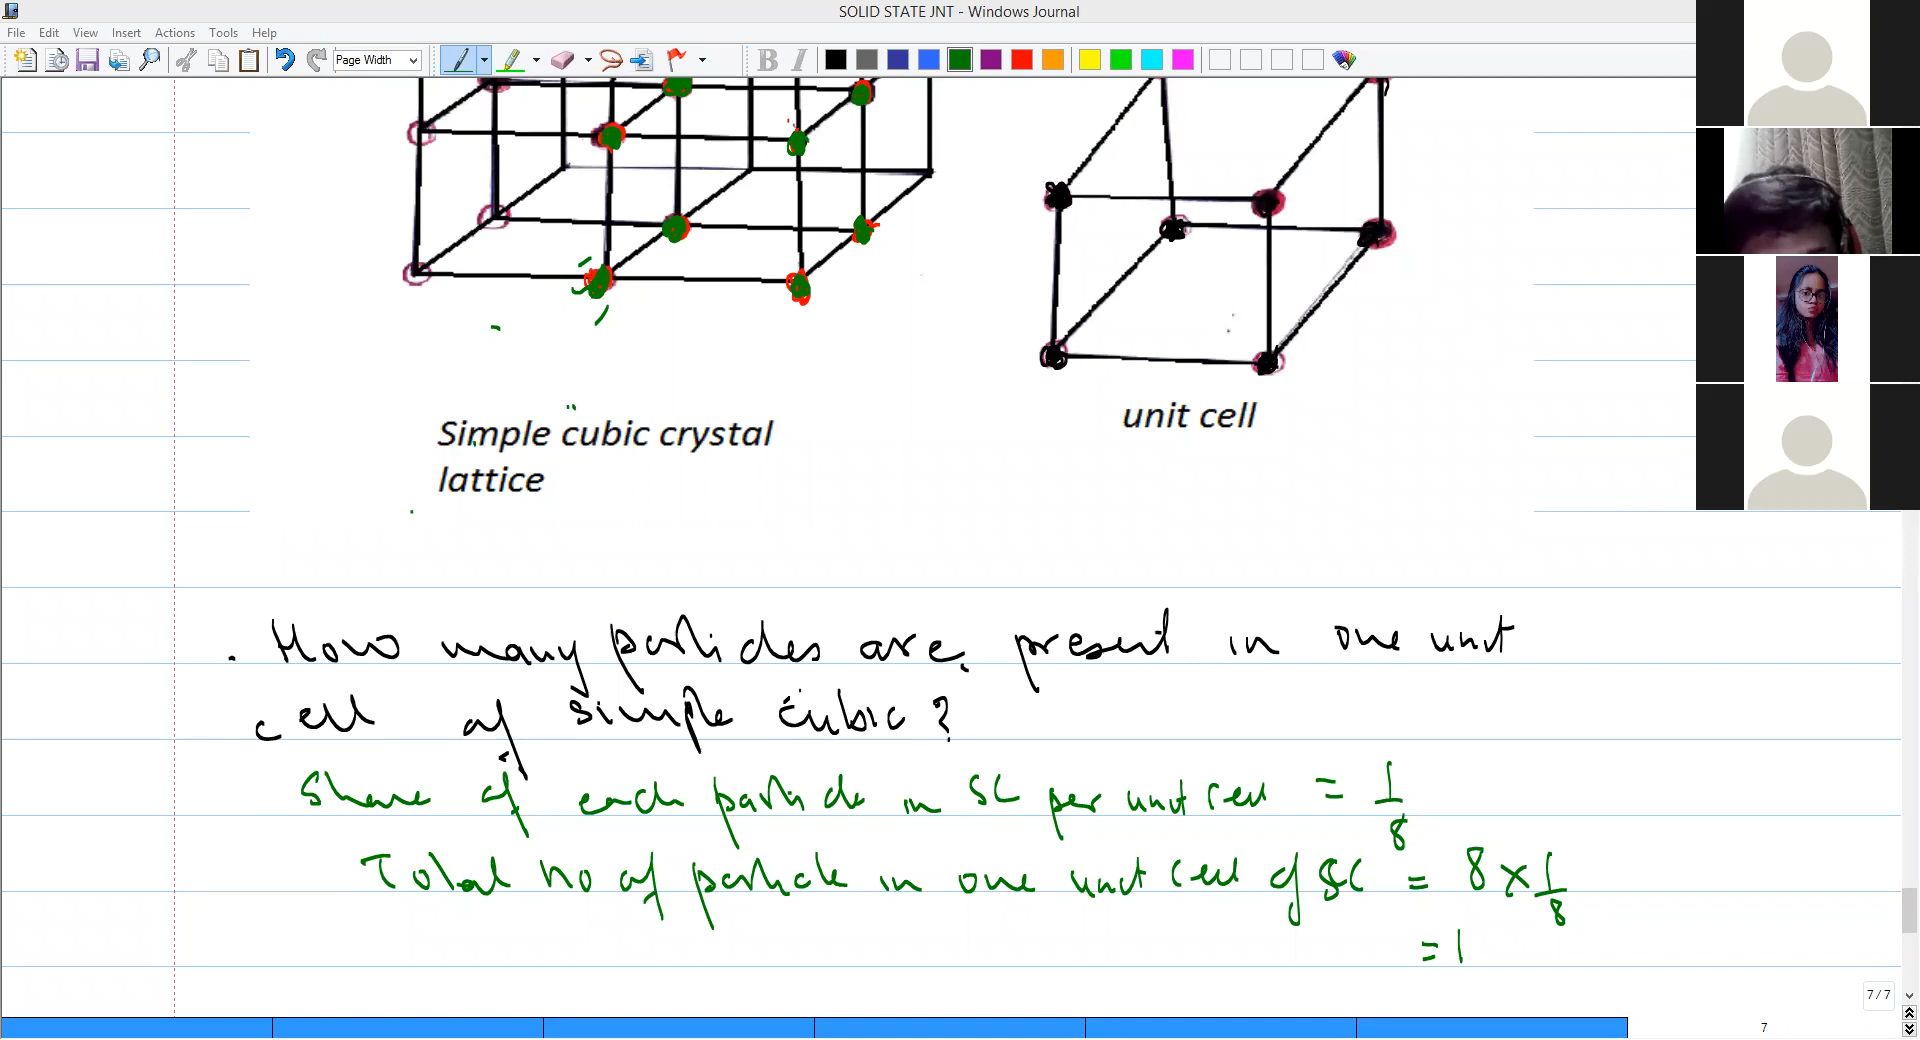 SOLID STATE JNT - Windows Journal
File Edit View Insert Actions Tools Help
Page Width
B I
Simple cubic crystal
lattice
unit cell
. How many particles are present in one unit
cell of simple cubic ?
Share of each particle in SC per unit cell = 1/8
Total no of particle in one unit cell of SC = 8 × 1/8
= 1
7 / 7
7